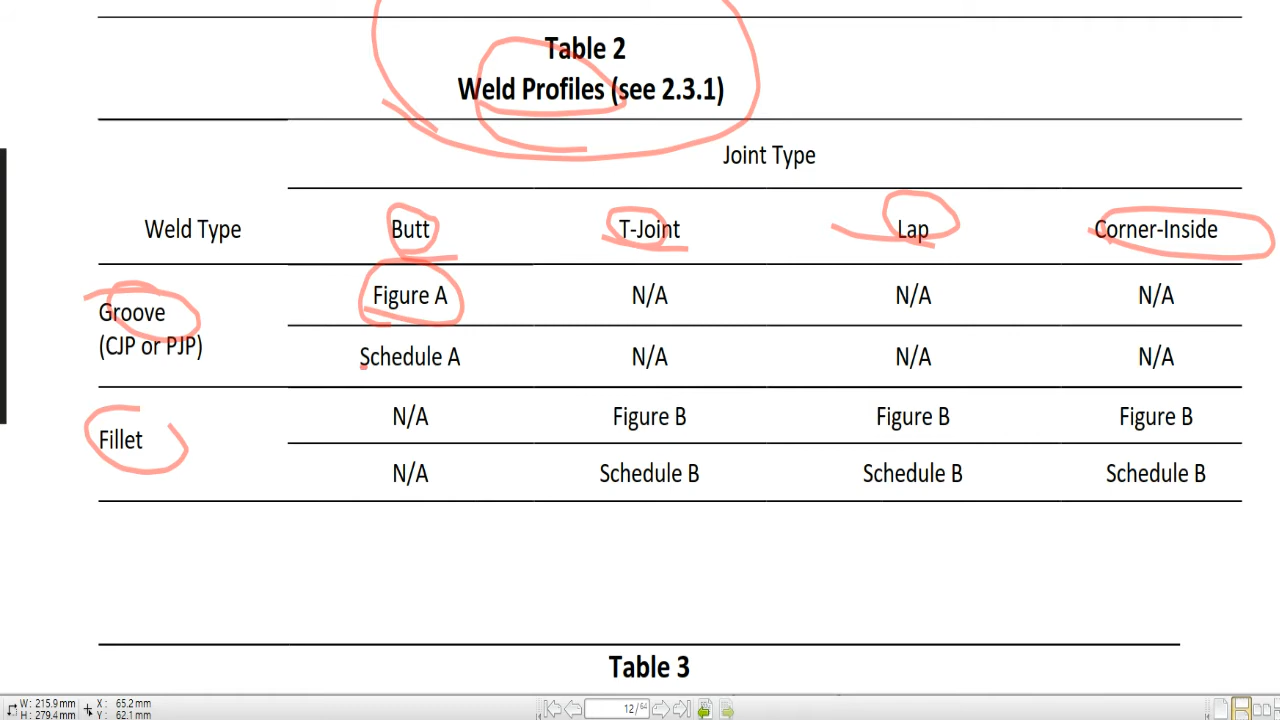 Table 2
Weld Profiles (see 2.3.1)
Joint Type
Weld Type Butt T-Joint Lap Corner-Inside
Groove
(CJP or PJP)
Figure A N/A N/A N/A
Schedule A N/A N/A N/A
Fillet
N/A Figure B Figure B Figure B
N/A Schedule B Schedule B Schedule B
Table 3
W: 215.9 mm X: 65.2 mm
H: 279.4 mm Y: 62.1 mm
12/64